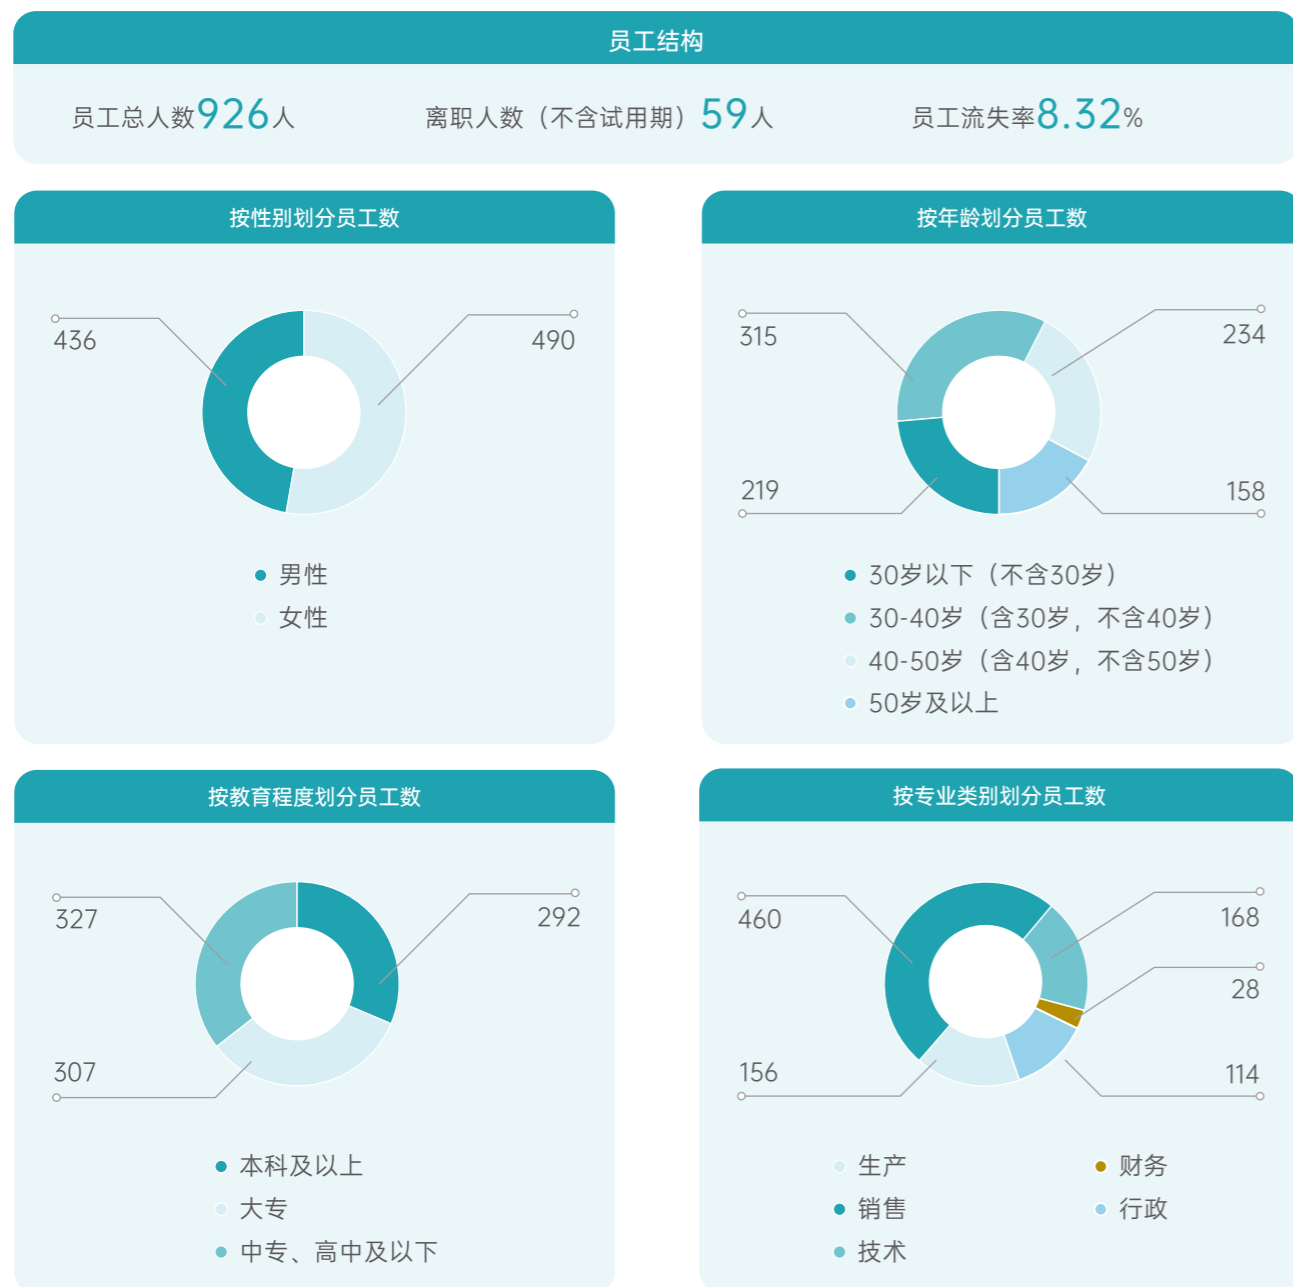 员工结构
员工总人数926人 离职人数（不含试用期）59人 员工流失率8.32%
按性别划分员工数
436
490
男性
女性
按年龄划分员工数
315
234
219
158
30岁以下（不含30岁）
30-40岁（含30岁，不含40岁）
40-50岁（含40岁，不含50岁）
50岁及以上
按教育程度划分员工数
327
292
307
本科及以上
大专
中专、高中及以下
按专业类别划分员工数
460
168
28
156
114
生产
销售
技术
财务
行政